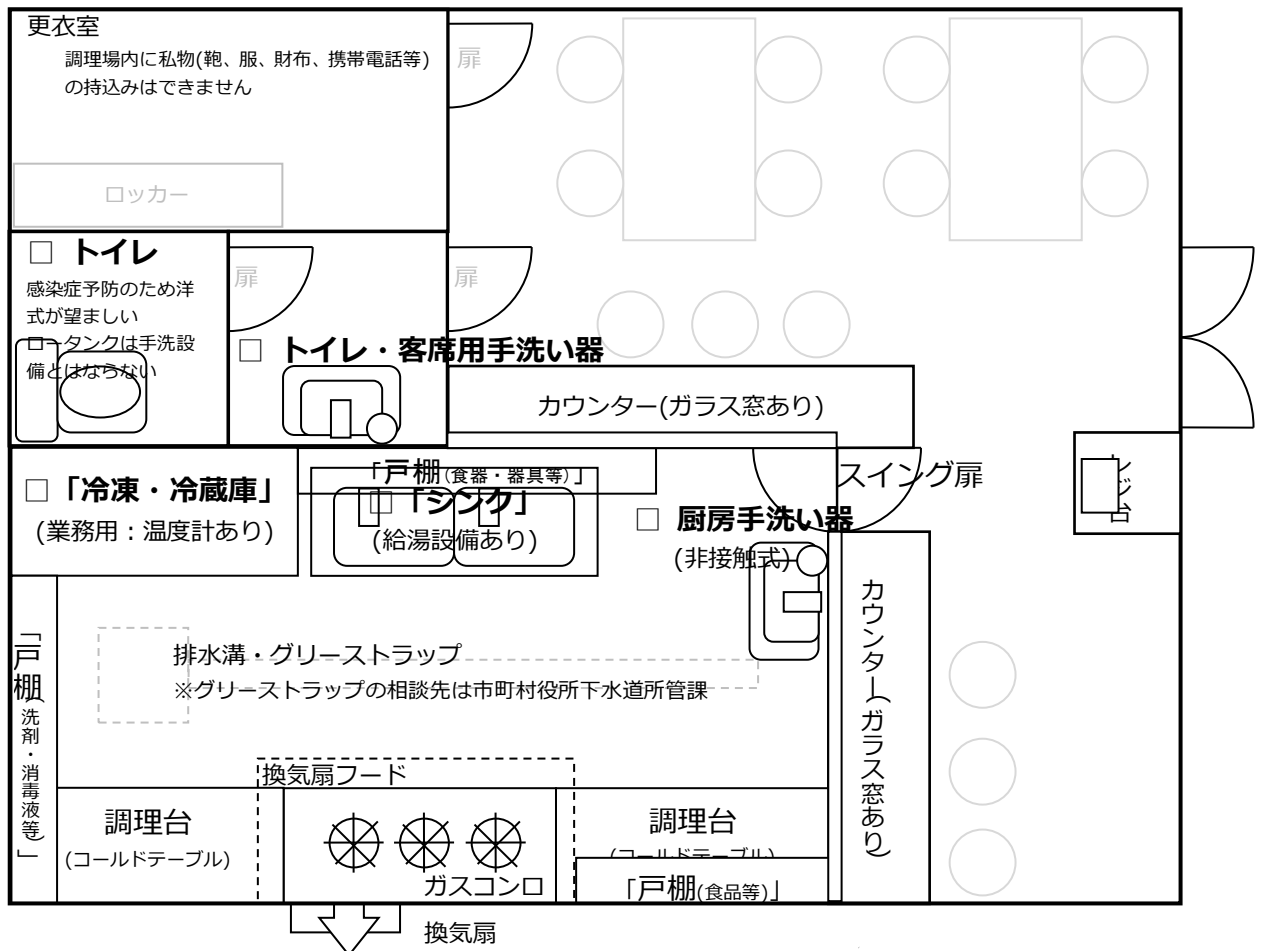 更衣室
調理場内に私物(鞄、服、財布、携帯電話等)
の持込みはできません
扉
ロッカー
□ トイレ
感染症予防のため洋
式が望ましい
ロータンクは手洗設
備とはならない
扉
扉
□ トイレ・客席用手洗い器
カウンター(ガラス窓あり)
「戸棚(食器・器具等)」
スイング扉
レジ台
□「冷凍・冷蔵庫」
(業務用：温度計あり)
□ 「シンク」
(給湯設備あり)
□ 厨房手洗い器
(非接触式)
カウンター(ガラス窓あり)
「戸棚(洗剤・消毒液等)」
排水溝・グリーストラップ
※グリーストラップの相談先は市町村役所下水道所管課
換気扇フード
調理台
(コールドテーブル)
ガスコンロ
調理台
(コールドテーブル)
「戸棚(食品等)」
換気扇